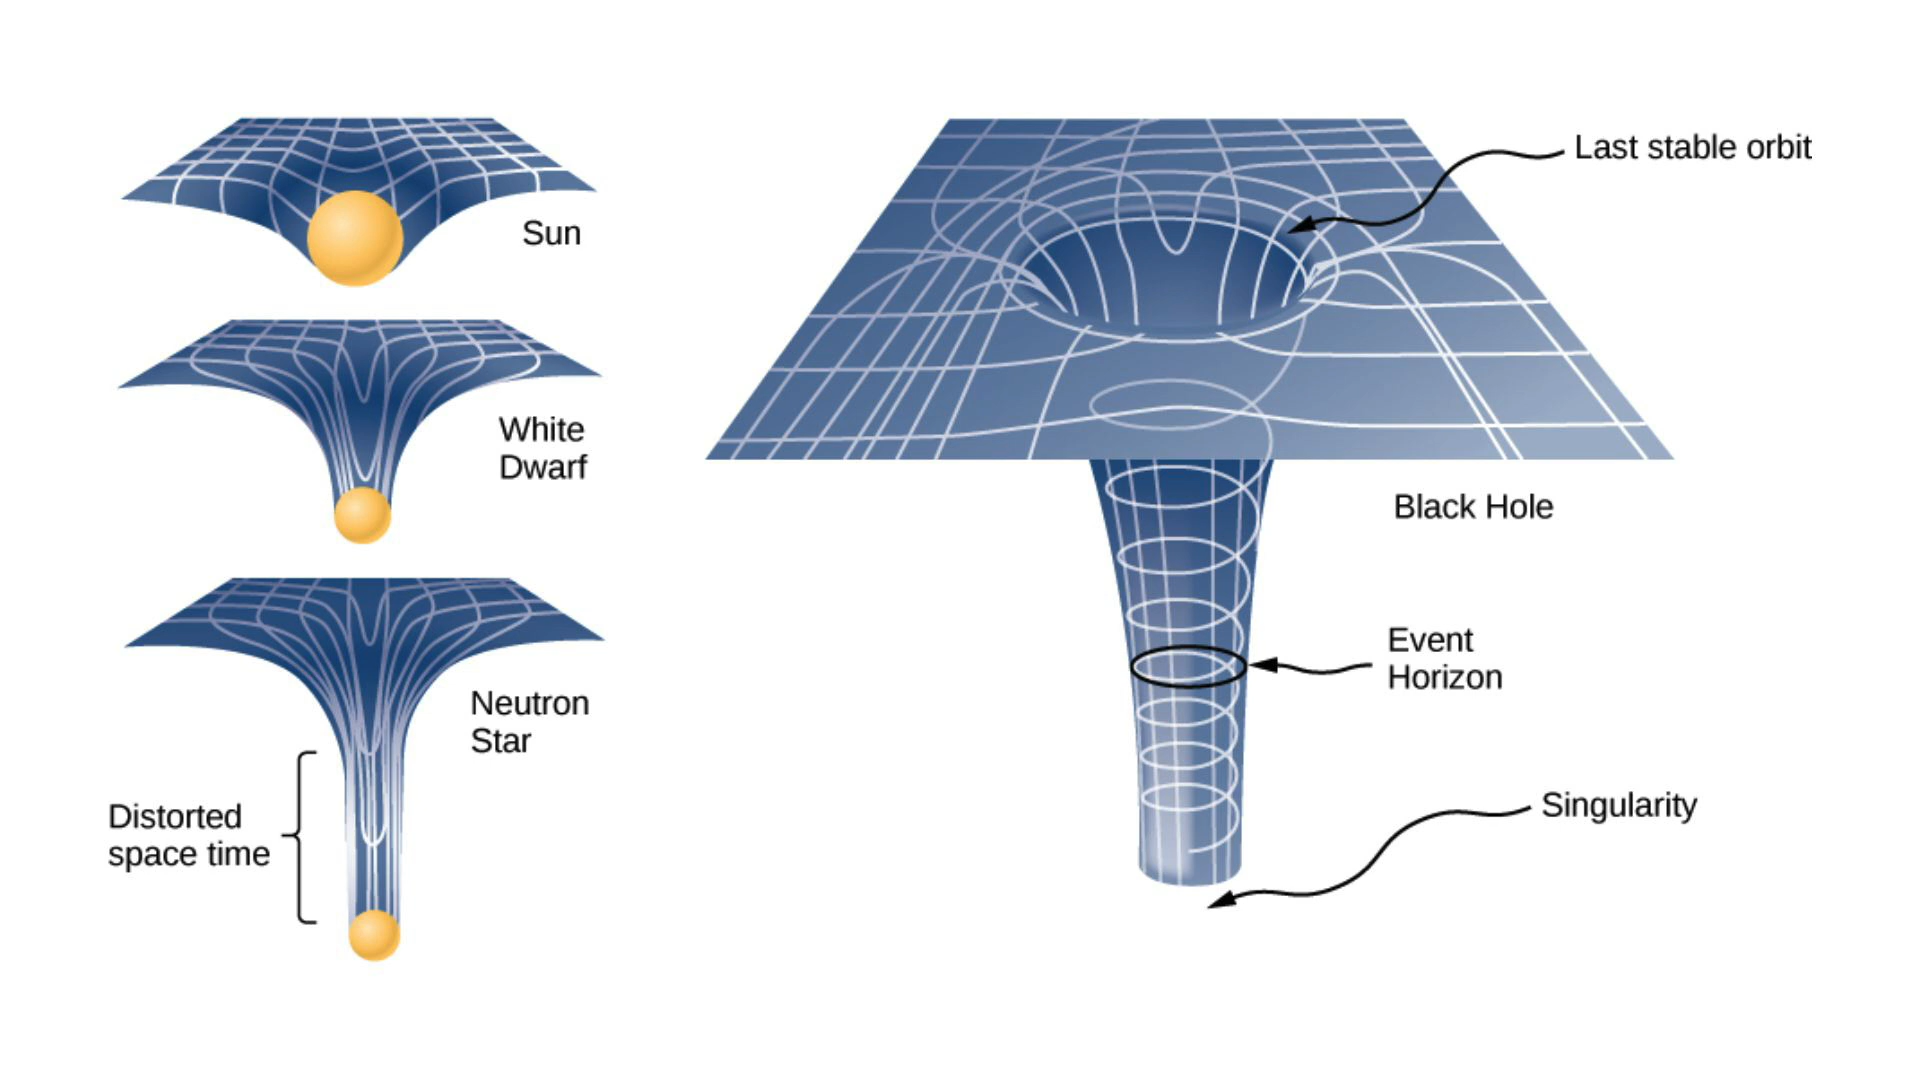 Sun
White
Dwarf
Neutron
Star
Distorted
space time
Last stable orbit
Black Hole
Event
Horizon
Singularity